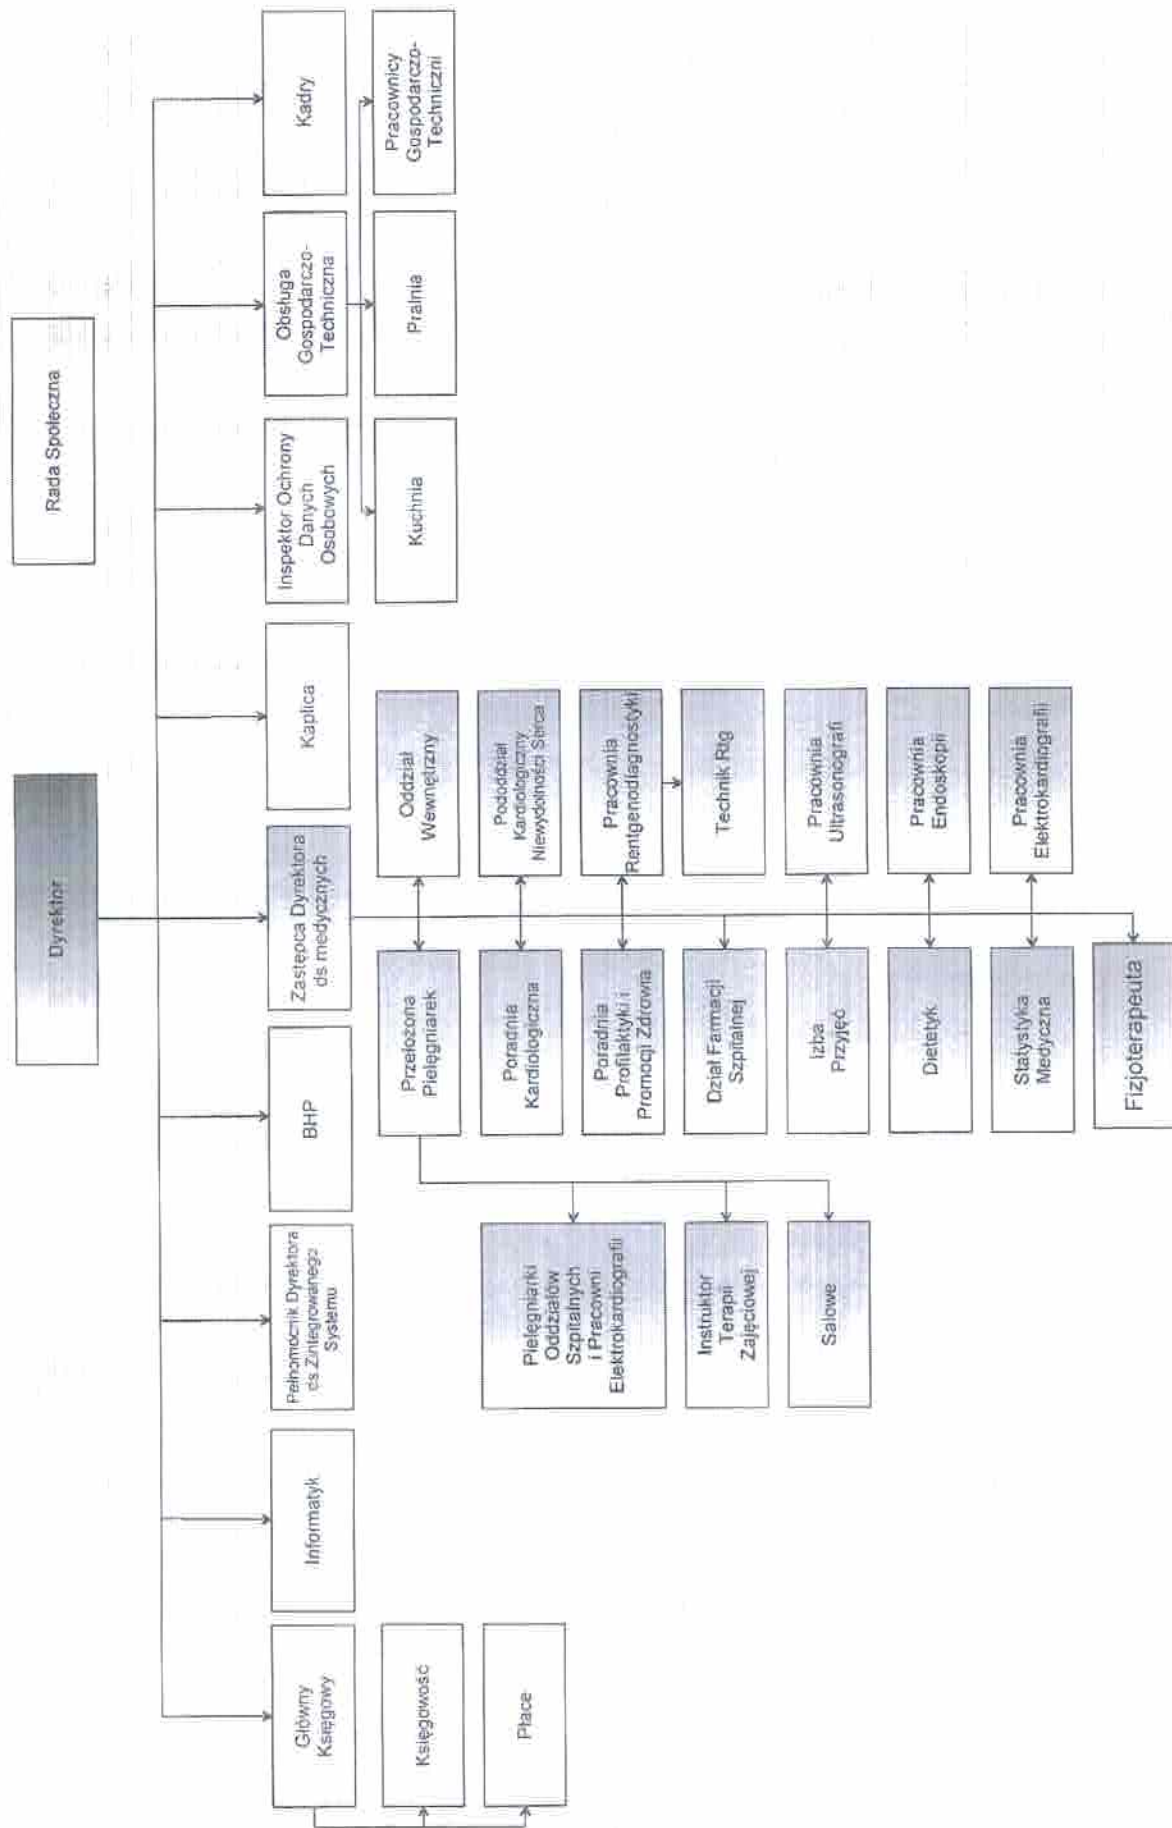 Dyrektor
Rada Społeczna
Główny
Księgowy
Informatyk
Pełnomocnik Dyrektora
ds Zintegrowanego
Systemu
BHP
Zastępca Dyrektora
ds medycznych
Kaplica
Inspektor Ochrony
Danych
Osobowych
Obsługa
Gospodarczo-
Techniczna
Kadry
Księgowość
Płace
Kuchnia
Pralnia
Pracownicy
Gospodarczo-
Techniczni
Przełożona
Pielęgniarek
Oddział
Wewnętrzny
Poradnia
Kardiologiczna
Pododdział
Kardiologiczny
Niewydolności Serca
Poradnia
Profilaktyki i
Promocji Zdrowia
Pracownia
Rentgenodiagnostyki
Dział Farmacji
Szpitalnej
Technik Rtg
Izba
Przyjęć
Pracownia
Ultrasonografi
Dietetyk
Pracownia
Endoskopii
Statystyka
Medyczna
Pracownia
Elektrokardiografi
Fizjoterapeuta
Pielęgniarki
Oddziałów
Szpitalnych
i Pracowni
Elektrokardiografii
Instruktor
Terapii
Zajęciowej
Salowe